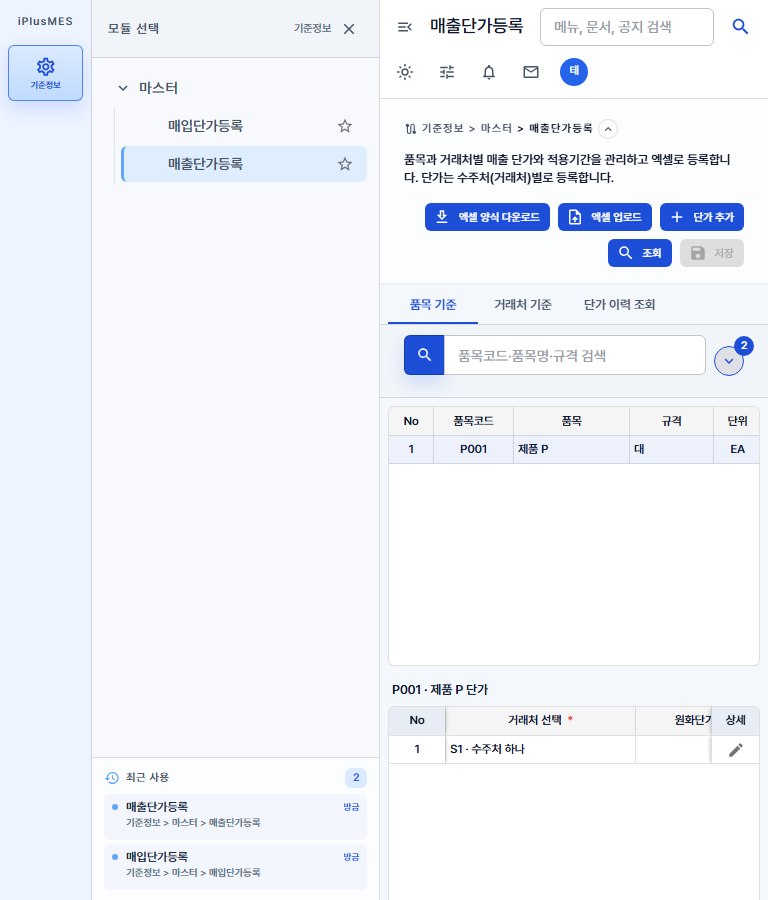 iPlusMES
기준정보
모듈 선택
기준정보
마스터
매입단가등록
매출단가등록
최근 사용
2
매출단가등록
방금
기준정보 > 마스터 > 매출단가등록
매입단가등록
방금
기준정보 > 마스터 > 매입단가등록
매출단가등록
메뉴, 문서, 공지 검색
테
기준정보 > 마스터 > 매출단가등록
품목과 거래처별 매출 단가와 적용기간을 관리하고 엑셀로 등록합니
다. 단가는 수주처(거래처)별로 등록합니다.
엑셀 양식 다운로드
엑셀 업로드
단가 추가
조회
저장
품목 기준
거래처 기준
단가 이력 조회
품목코드·품목명·규격 검색
2
No 품목코드 품목 규격 단위
1 P001 제품 P 대 EA
P001 · 제품 P 단가
No 거래처 선택 * 원화단가 상세
1 S1 · 수주처 하나